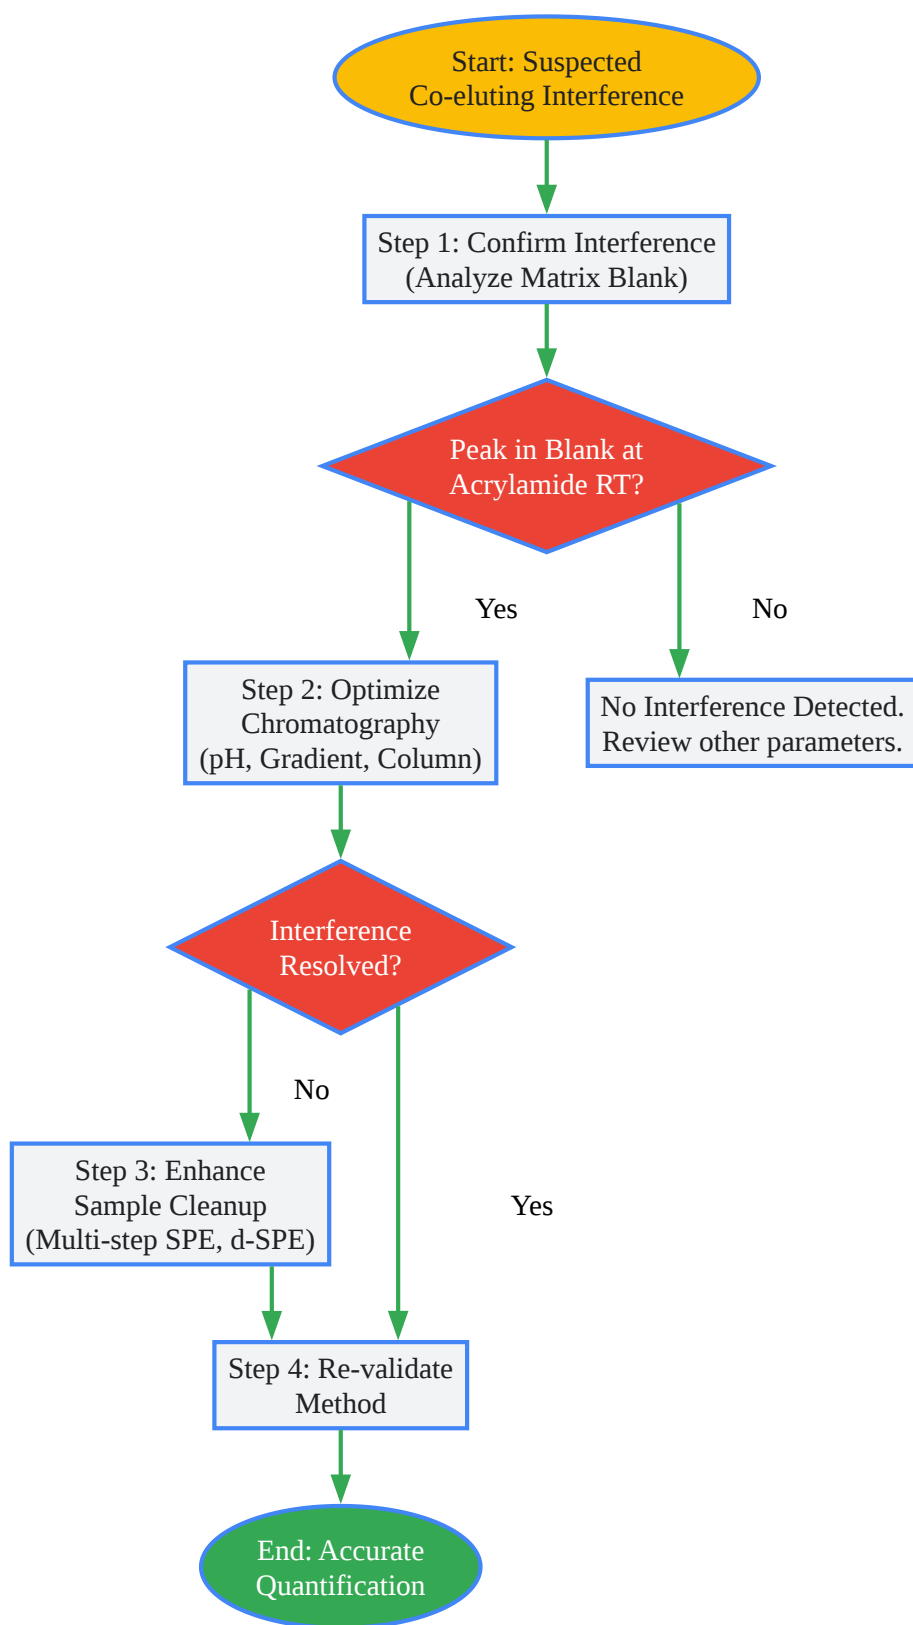 Start: Suspected
Co-eluting Interference
Step 1: Confirm Interference
(Analyze Matrix Blank)
Peak in Blank at
Acrylamide RT?
Yes
No
Step 2: Optimize
Chromatography
(pH, Gradient, Column)
No Interference Detected.
Review other parameters.
Interference
Resolved?
No
Step 3: Enhance
Sample Cleanup
(Multi-step SPE, d-SPE)
Yes
Step 4: Re-validate
Method
End: Accurate
Quantification